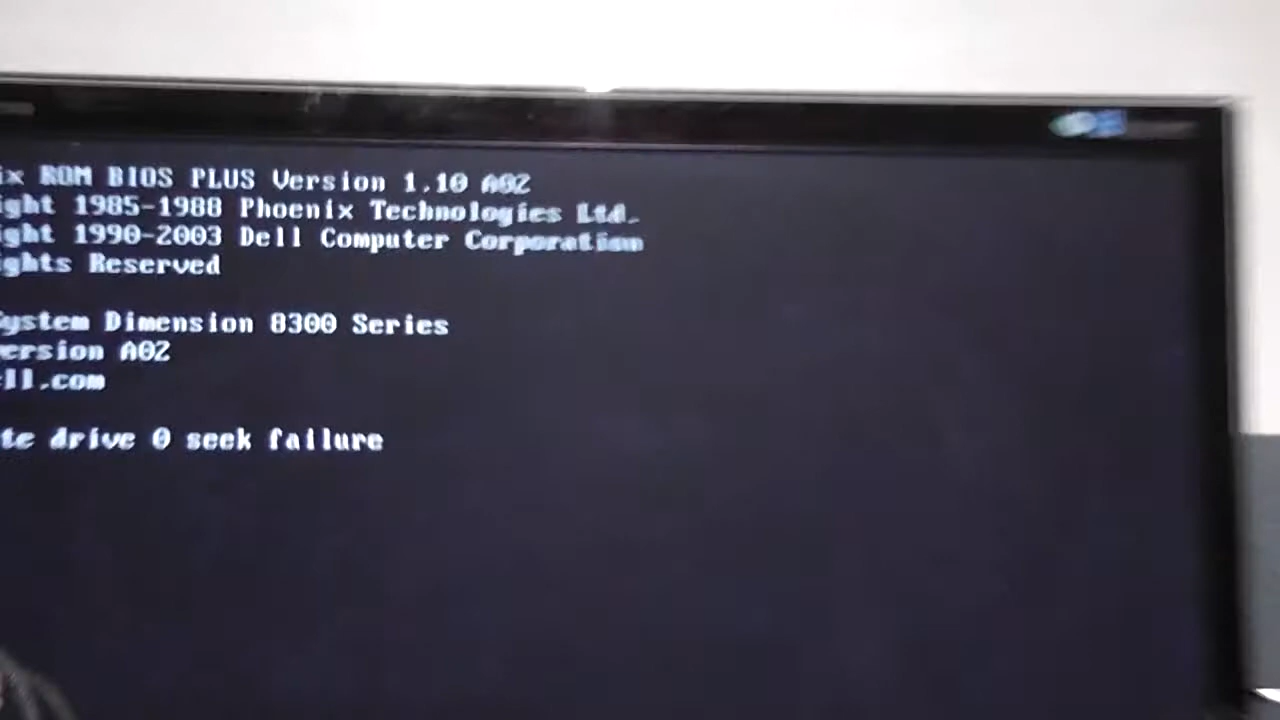 ix ROM BIOS PLUS Version 1.10 A02
ight 1985-1988 Phoenix Technologies Ltd.
ight 1990-2003 Dell Computer Corporation
ights Reserved
System Dimension 8300 Series
ersion A02
ll.com
te drive 0 seek failure